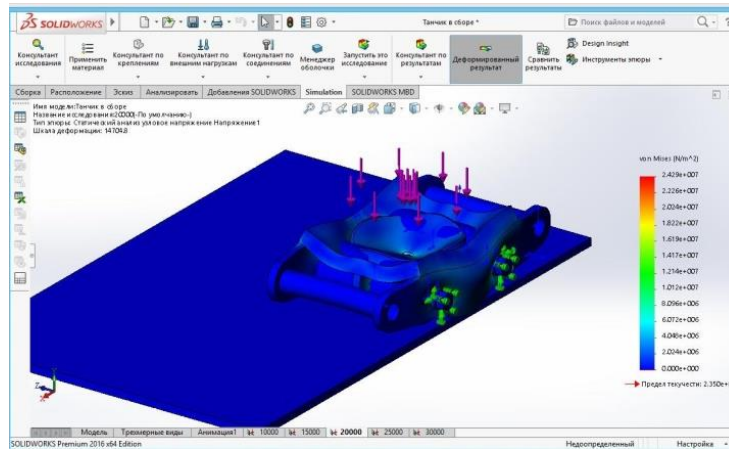 SOLIDWORKS
Танчик в сборе *
Поиск файлов и моделей
Консультант исследования
Применить материал
Консультант по креплениям
Консультант по внешним нагрузкам
Консультант по соединениям
Менеджер оболочки
Запустить это исследование
Консультант по результатам
Деформированный результат
Сравнить результаты
Design Insight
Инструменты эпюры
Сборка Расположение Эскиз Анализировать Добавления SOLIDWORKS Simulation SOLIDWORKS MBD
Имя модели:Танчик в сборе
Название исследования:20000(-По умолчанию-)
Тип эпюры: Статический анализ узловое напряжение Напряжение1
Шкала деформации: 14704.8
von Mises (N/m^2)
2.429e+007
2.226e+007
2.024e+007
1.822e+007
1.619e+007
1.417e+007
1.214e+007
1.012e+007
8.096e+006
6.072e+006
4.048e+006
2.024e+006
0.000e+000
Предел текучести: 2.350e+
Y
Z
X
Модель Трехмерные виды Анимация1 10000 15000 20000 25000 30000
SOLIDWORKS Premium 2016 x64 Edition
Недоопределенный Настройка